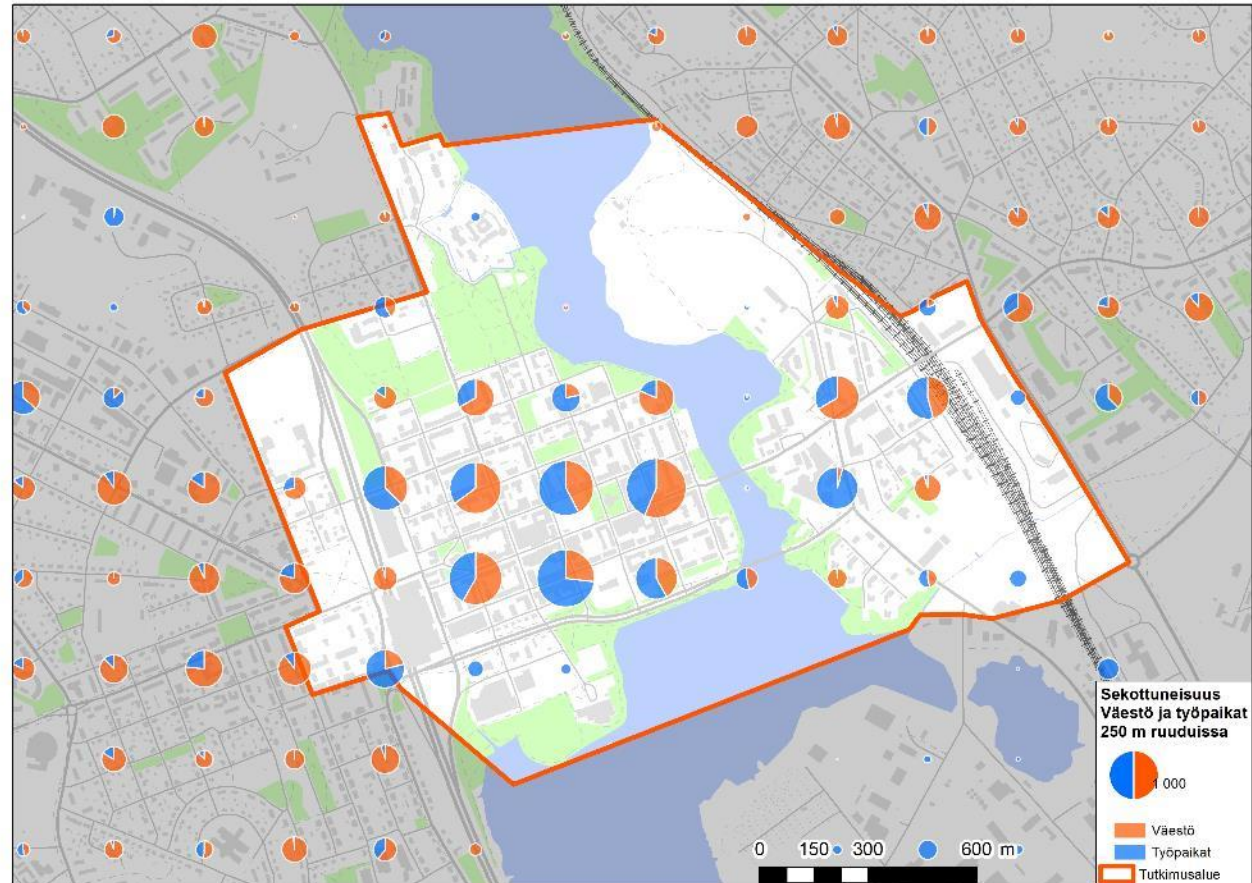 Sekottuneisuus
Väestö ja työpaikat
250 m ruuduissa
1 000
Väestö
Työpaikat
Tutkimusalue
0 150 300 600 m